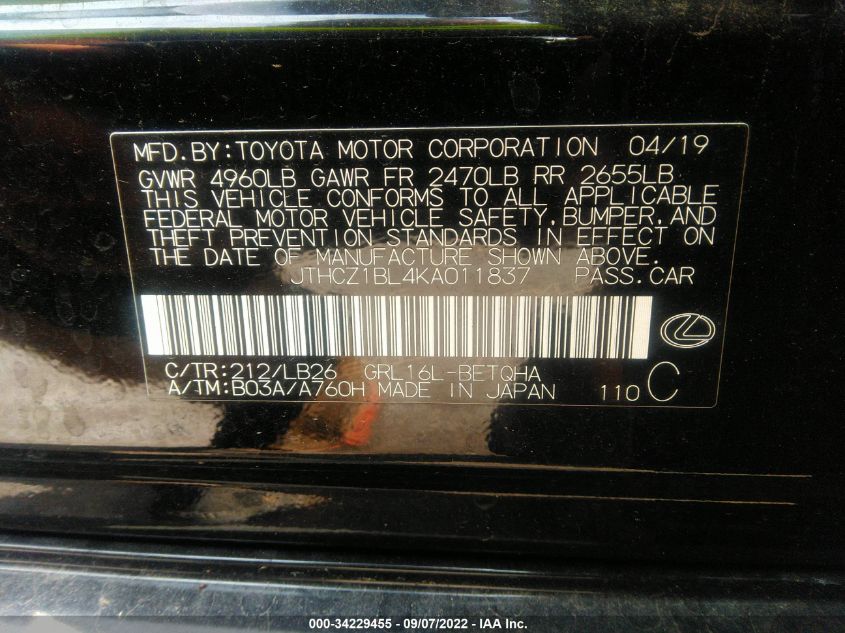 MFD.BY:TOYOTA MOTOR CORPORATION 04/19
GVWR 4960LB GAWR FR 2470LB RR 2655LB
THIS VEHICLE CONFORMS TO ALL APPLICABLE
FEDERAL MOTOR VEHICLE SAFETY, BUMPER, AND
THEFT PREVENTION STANDARDS IN EFFECT ON
THE DATE OF MANUFACTURE SHOWN ABOVE.
JTHCZ1BL4KA011837 PASS.CAR
C/TR:212/LB26 GRL16L-BETQHA
A/TM:B03A/A760H MADE IN JAPAN 110 C
000-34229455 - 09/07/2022 - IAA Inc.